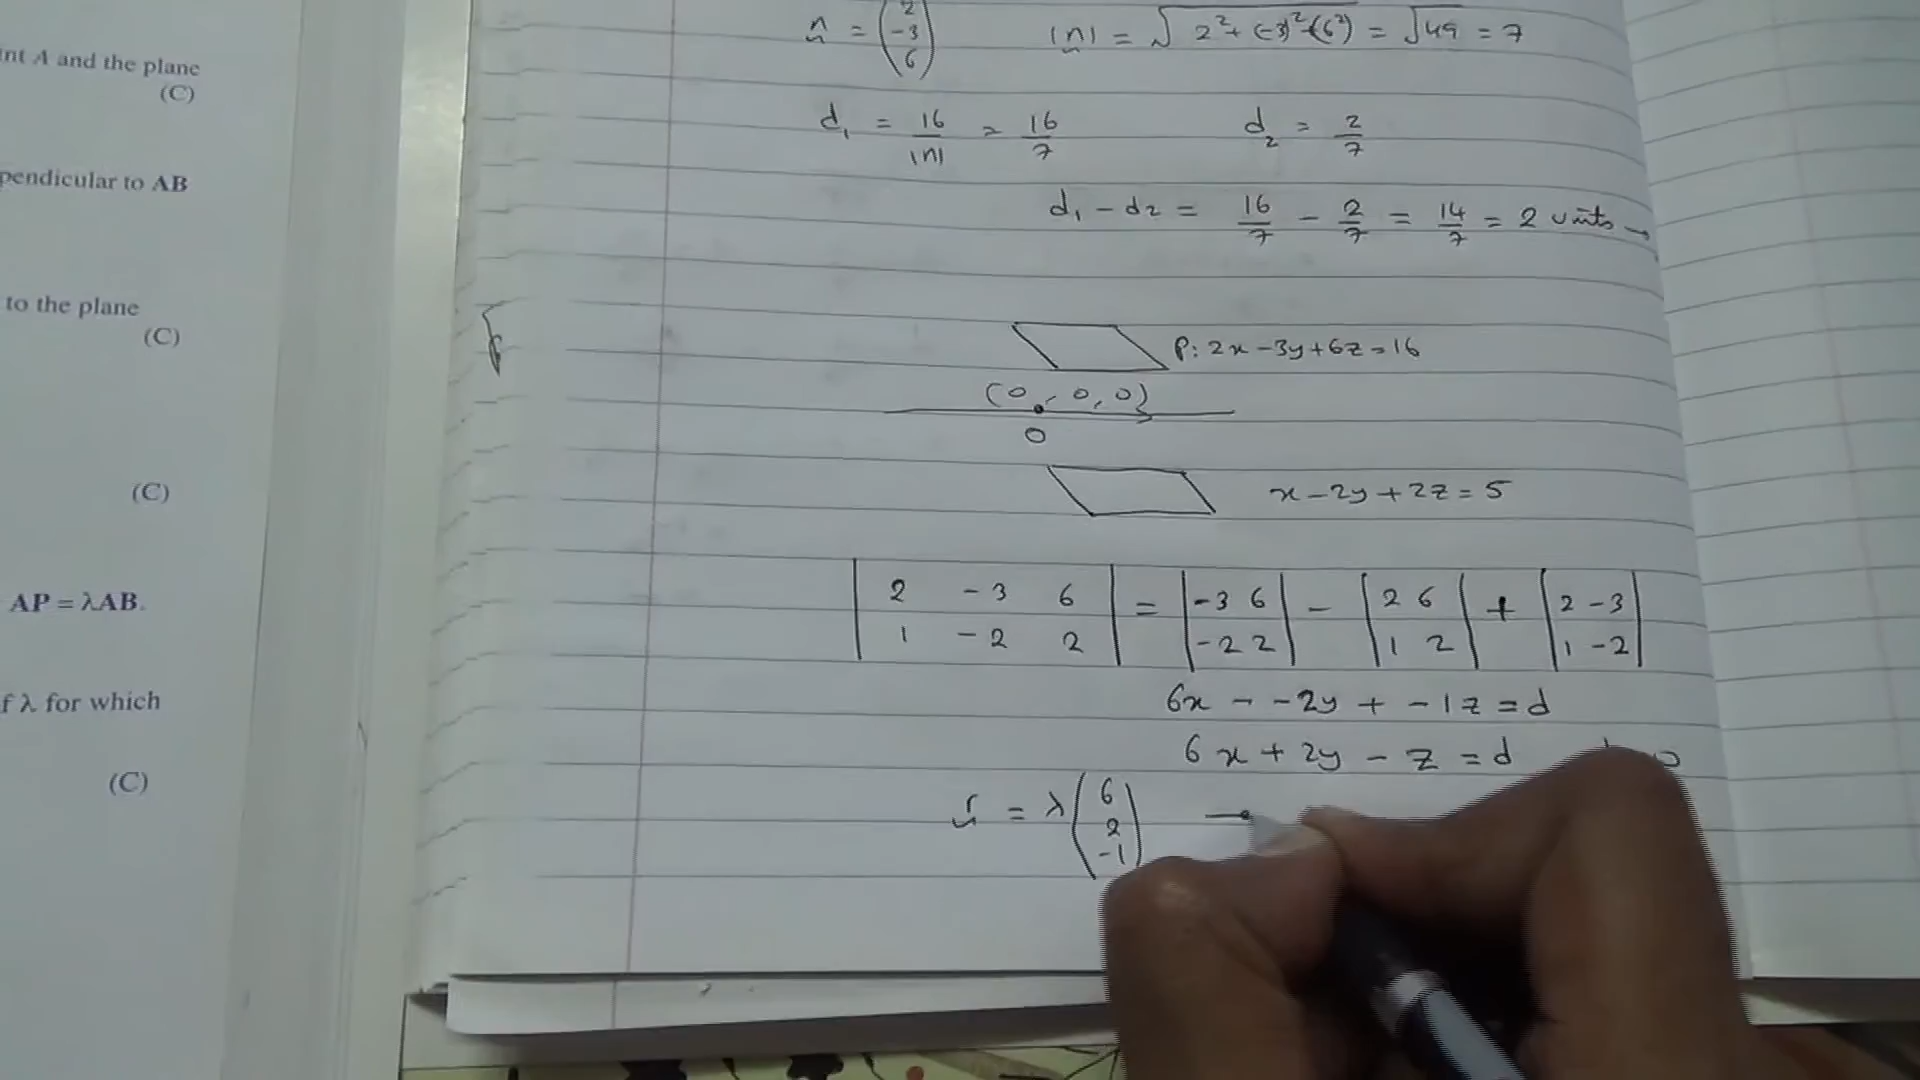 int A and the plane
(C)
pendicular to AB
to the plane
(C)
(C)
AP = λAB.
f λ for which
(C)
n = (2 -3 6) |n| = √(2² + (-3)² + (6²)) = √49 = 7
d₁ = 16/|n| = 16/7 d₂ = 2/7
d₁ - d₂ = 16/7 - 2/7 = 14/7 = 2 units
P: 2x - 3y + 6z = 16
(0, 0, 0)
O
x - 2y + 2z = 5
|2 -3 6| = |-3 6| - |2 6| + |2 -3|
|1 -2 2| |-2 2| |1 2| |1 -2|
6x - -2y + -1z = d
6x + 2y - z = d
r = λ(6 2 -1)